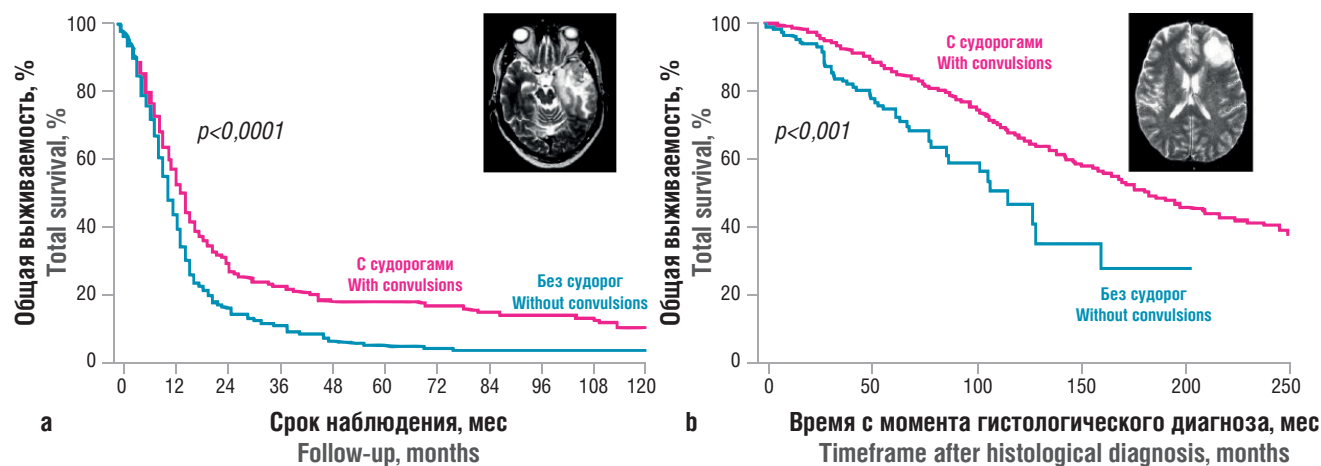 Общая выживаемость, %
Total survival, %
100
80
60
40
20
0
p<0,0001
С судорогами
With convulsions
Без судорог
Without convulsions
0 12 24 36 48 60 72 84 96 108 120
a
Срок наблюдения, мес
Follow-up, months
Общая выживаемость, %
Total survival, %
100
80
60
40
20
0
С судорогами
With convulsions
p<0,001
Без судорог
Without convulsions
0 50 100 150 200 250
b
Время с момента гистологического диагноза, мес
Timeframe after histological diagnosis, months